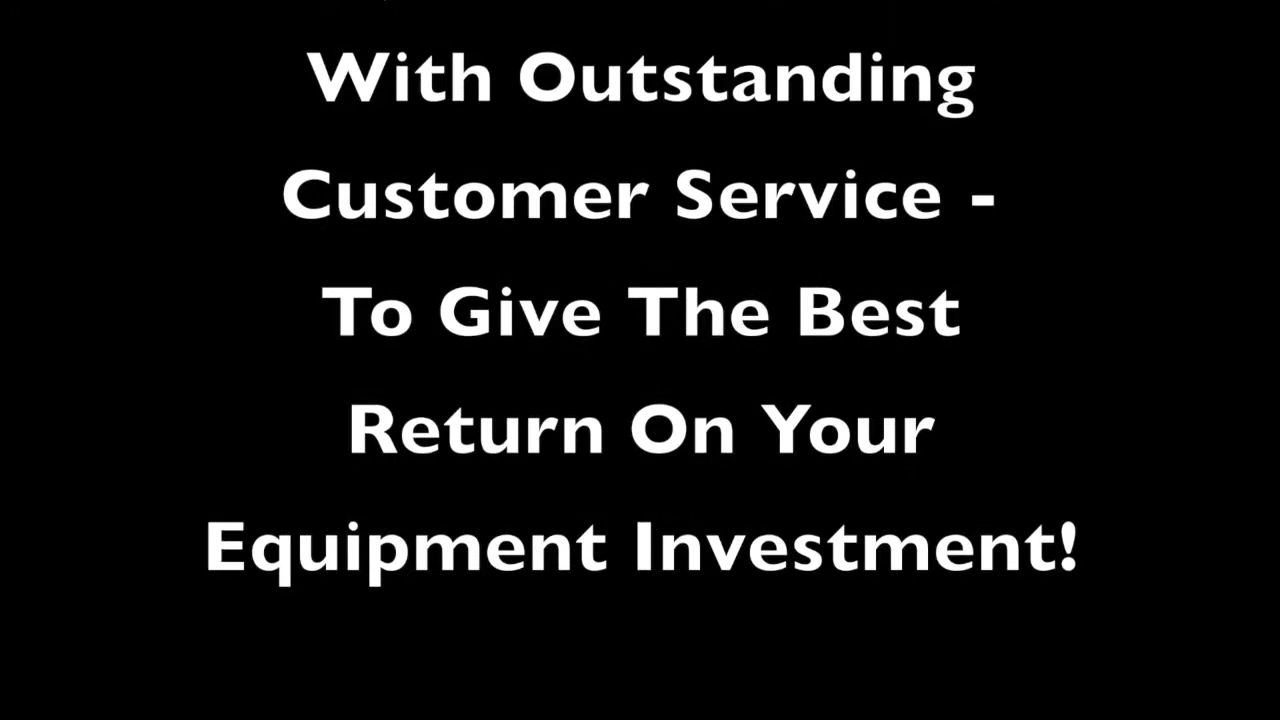 With Outstanding
Customer Service -
To Give The Best
Return On Your
Equipment Investment!